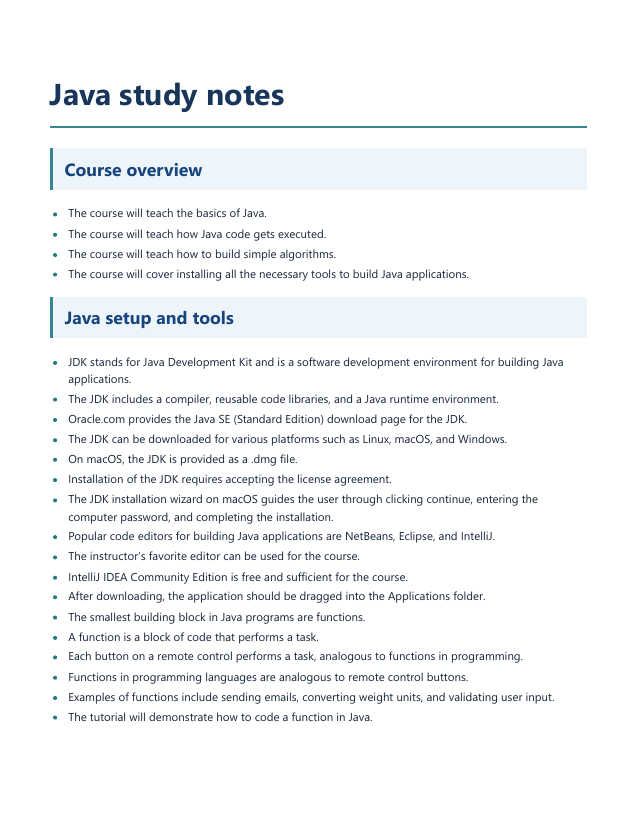 Java study notes
Course overview
• The course will teach the basics of Java.
• The course will teach how Java code gets executed.
• The course will teach how to build simple algorithms.
• The course will cover installing all the necessary tools to build Java applications.
Java setup and tools
• JDK stands for Java Development Kit and is a software development environment for building Java
applications.
• The JDK includes a compiler, reusable code libraries, and a Java runtime environment.
• Oracle.com provides the Java SE (Standard Edition) download page for the JDK.
• The JDK can be downloaded for various platforms such as Linux, macOS, and Windows.
• On macOS, the JDK is provided as a .dmg file.
• Installation of the JDK requires accepting the license agreement.
• The JDK installation wizard on macOS guides the user through clicking continue, entering the
computer password, and completing the installation.
• Popular code editors for building Java applications are NetBeans, Eclipse, and IntelliJ.
• The instructor's favorite editor can be used for the course.
• IntelliJ IDEA Community Edition is free and sufficient for the course.
• After downloading, the application should be dragged into the Applications folder.
• The smallest building block in Java programs are functions.
• A function is a block of code that performs a task.
• Each button on a remote control performs a task, analogous to functions in programming.
• Functions in programming languages are analogous to remote control buttons.
• Examples of functions include sending emails, converting weight units, and validating user input.
• The tutorial will demonstrate how to code a function in Java.